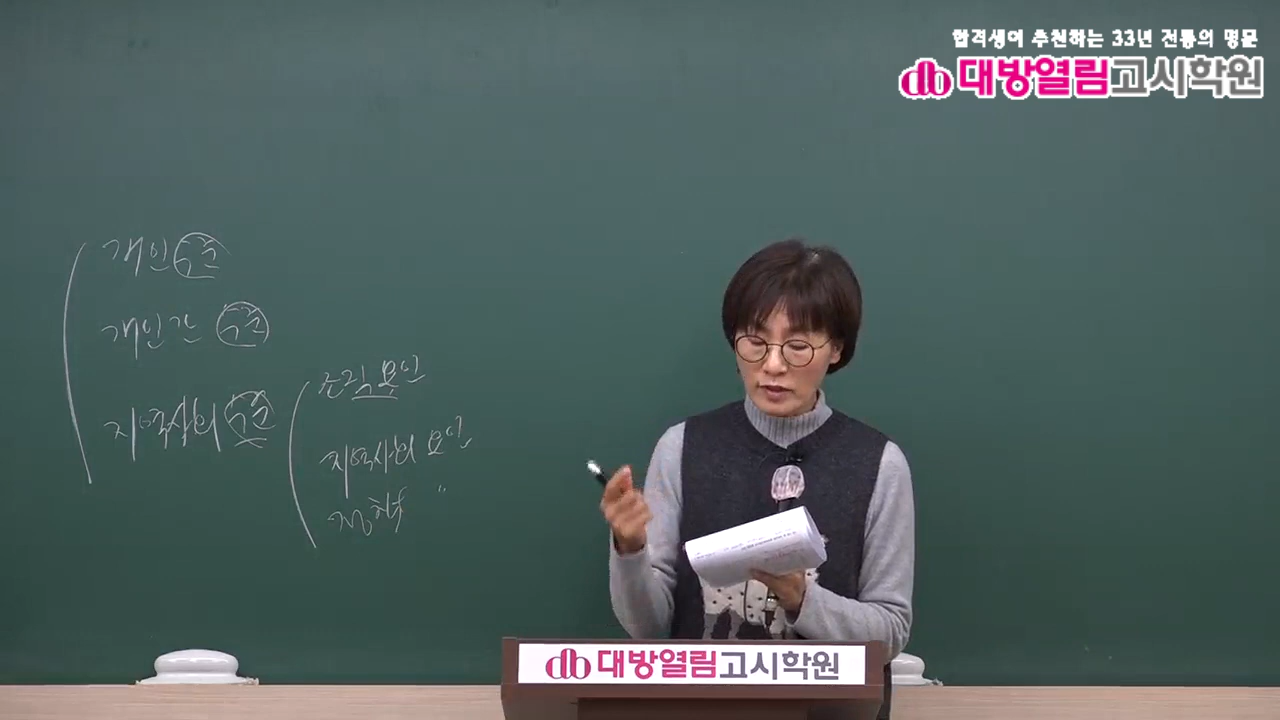 합격생이 추천하는 33년 전통의 명문
대방열림고시학원
개인 수준
개인간 수준
지역사회 수준
조직 요인
지역사회 요인
정책 "
대방열림고시학원